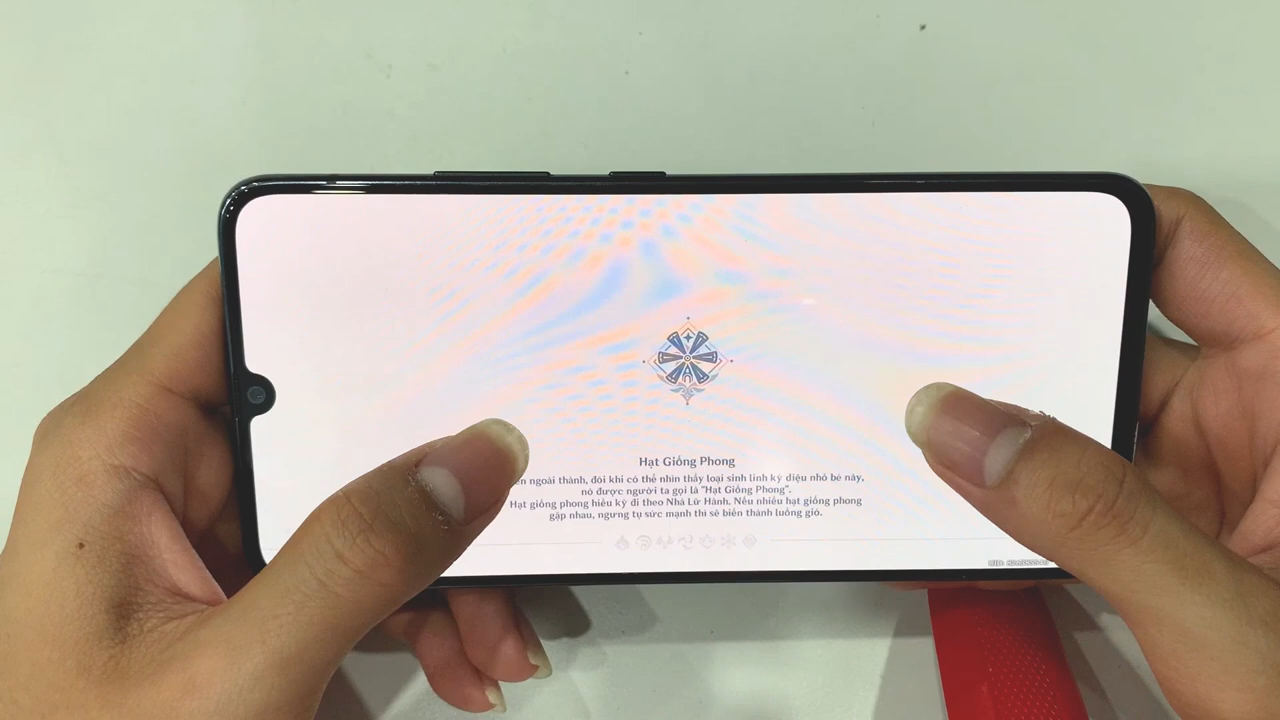 Hạt Giống Phong
ngoài thành, đôi khi có thể nhìn thấy loại sinh linh kỳ diệu nhỏ bé này,
nó được người ta gọi là "Hạt Giống Phong".
Hạt giống phong hiếu kỳ đi theo Nhà Lữ Hành. Nếu nhiều hạt giống phong
gặp nhau, ngưng tụ sức mạnh thì sẽ biến thành luồng gió.
UID: